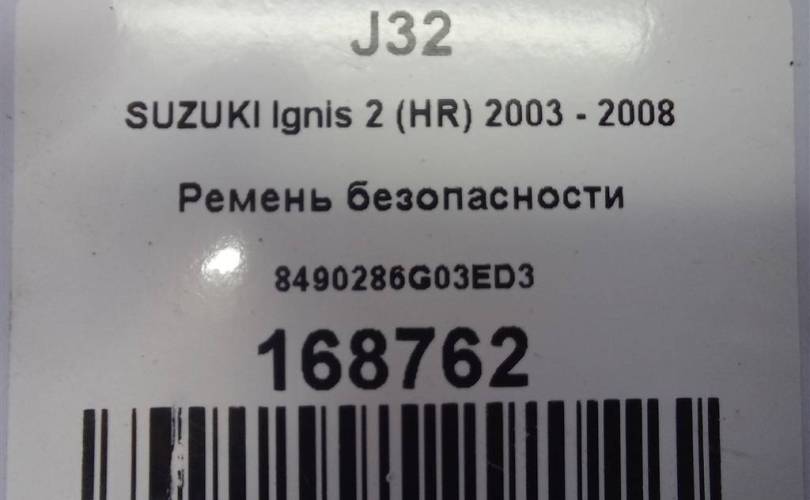 J32
SUZUKI Ignis 2 (HR) 2003 - 2008
Ремень безопасности
8490286G03ED3
168762